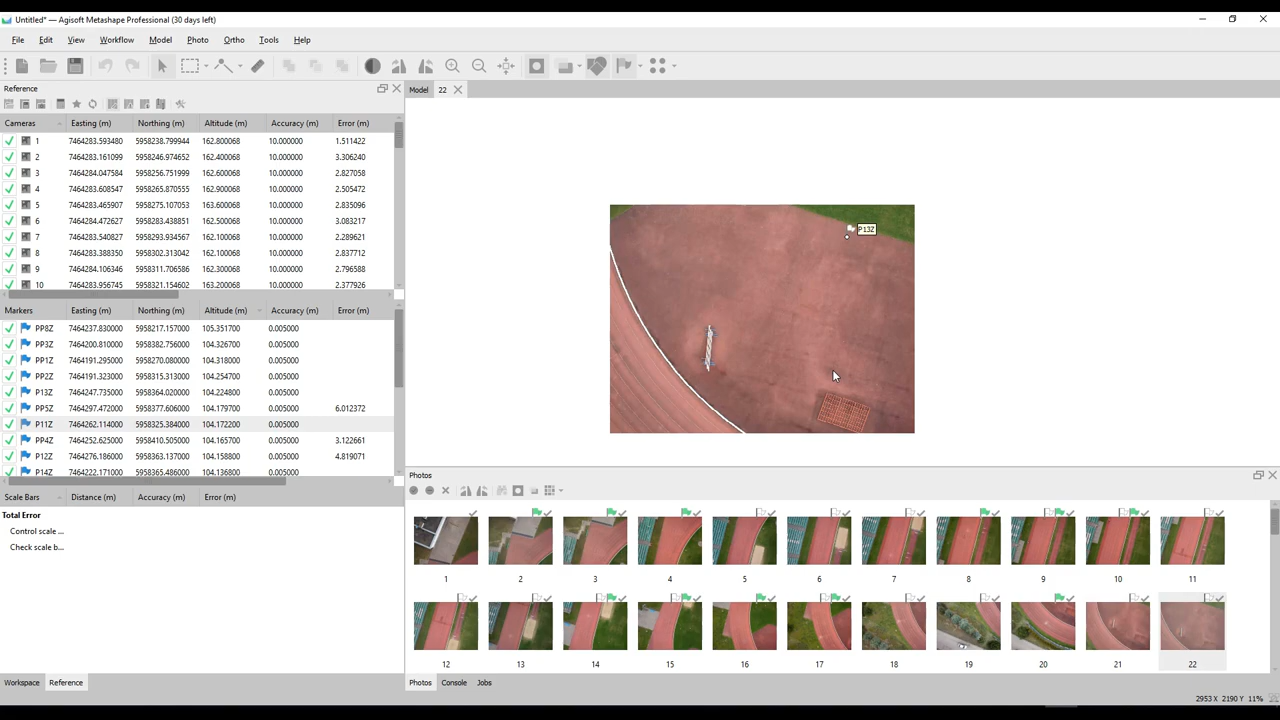 Untitled* — Agisoft Metashape Professional (30 days left)
File Edit View Workflow Model Photo Ortho Tools Help
Reference
Model 22
Cameras Easting (m) Northing (m) Altitude (m) Accuracy (m) Error (m)
1 7464283.593480 5958238.799944 162.800068 10.000000 1.511422
2 7464283.161099 5958246.974652 162.400068 10.000000 3.306240
3 7464284.047584 5958256.751999 162.600068 10.000000 2.827058
4 7464283.608547 5958265.870555 162.900068 10.000000 2.505472
5 7464283.465907 5958275.107053 163.600068 10.000000 2.835096
6 7464284.472627 5958283.438851 162.500068 10.000000 3.083217
7 7464283.540827 5958293.934567 162.100068 10.000000 2.289621
8 7464283.388350 5958302.313042 162.100068 10.000000 2.837712
9 7464284.106346 5958311.706586 162.300068 10.000000 2.796588
10 7464283.956745 5958321.154602 163.200068 10.000000 2.377926
Markers Easting (m) Northing (m) Altitude (m) Accuracy (m) Error (m)
PP8Z 7464237.830000 5958217.157000 105.351700 0.005000
PP3Z 7464200.810000 5958382.756000 104.326700 0.005000
PP1Z 7464191.295000 5958270.080000 104.318000 0.005000
PP2Z 7464191.323000 5958315.313000 104.254700 0.005000
P13Z 7464247.735000 5958364.020000 104.224800 0.005000
PP5Z 7464297.472000 5958377.606000 104.179700 0.005000 6.012372
P11Z 7464262.114000 5958325.384000 104.172200 0.005000
PP4Z 7464252.625000 5958410.505000 104.165700 0.005000 3.122661
P12Z 7464276.186000 5958363.137000 104.158800 0.005000 4.819071
P14Z 7464222.171000 5958365.486000 104.136800 0.005000
Scale Bars Distance (m) Accuracy (m) Error (m)
Total Error
Control scale ...
Check scale b...
P13Z
Photos
1 2 3 4 5 6 7 8 9 10 11
12 13 14 15 16 17 18 19 20 21 22
Workspace Reference
Photos Console Jobs
2953 X 2190 Y 11%